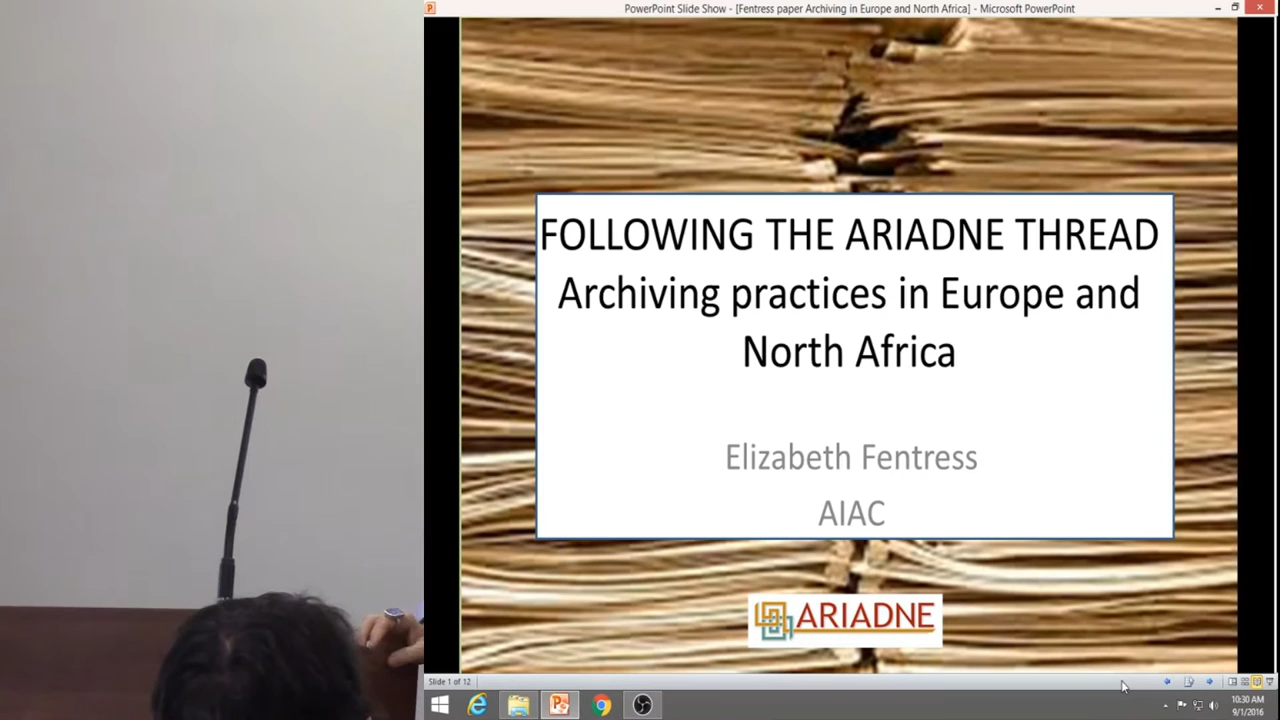 PowerPoint Slide Show - [Fentress paper Archiving in Europe and North Africa] - Microsoft PowerPoint
FOLLOWING THE ARIADNE THREAD
Archiving practices in Europe and
North Africa
Elizabeth Fentress
AIAC
ARIADNE
Slide 1 of 12
10:30 AM
9/1/2016